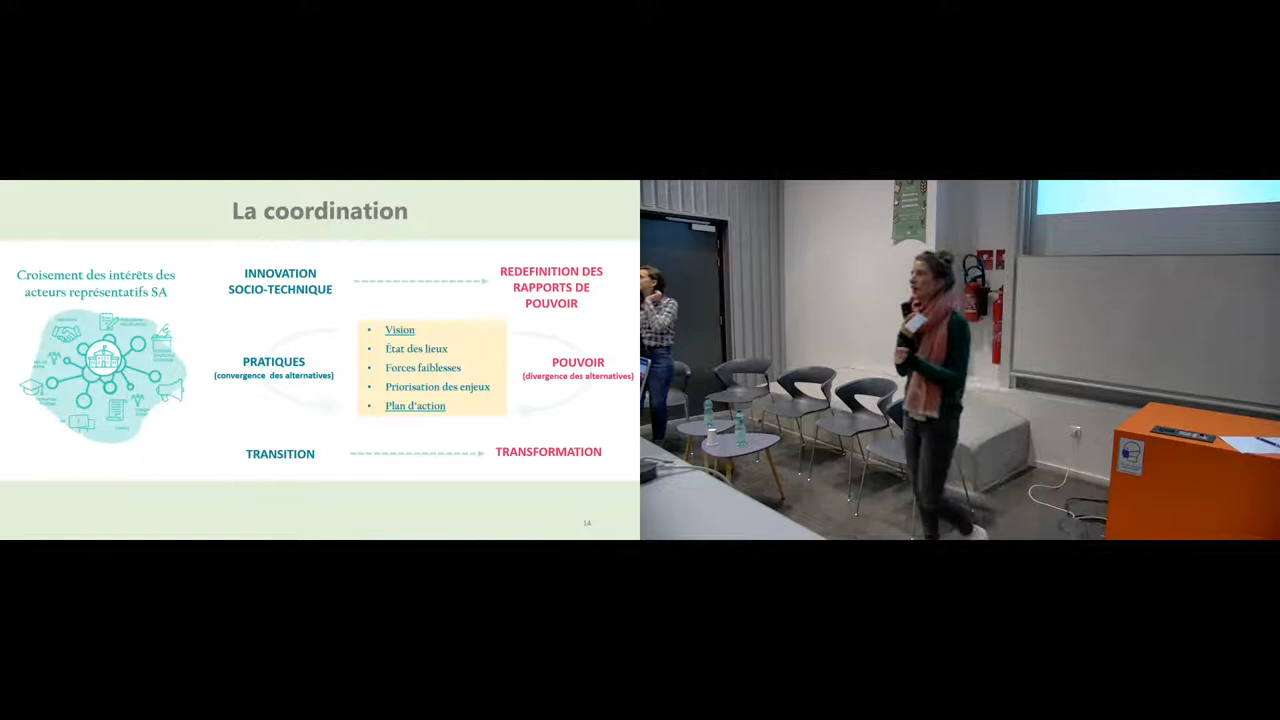 La coordination
Croisement des intérêts des
acteurs représentatifs SA
INNOVATION
SOCIO-TECHNIQUE
REDEFINITION DES
RAPPORTS DE
POUVOIR
PRATIQUES
(convergence des alternatives)
• Vision
• État des lieux
• Forces faiblesses
• Priorisation des enjeux
• Plan d'action
POUVOIR
(divergence des alternatives)
TRANSITION
TRANSFORMATION
14